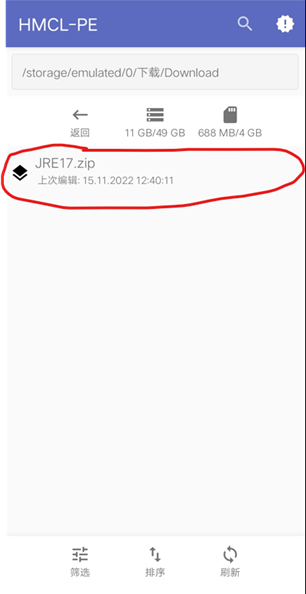 HMCL-PE
/storage/emulated/0/下载/Download
返回
11 GB/49 GB
688 MB/4 GB
JRE17.zip
上次编辑: 15.11.2022 12:40:11
筛选
排序
刷新